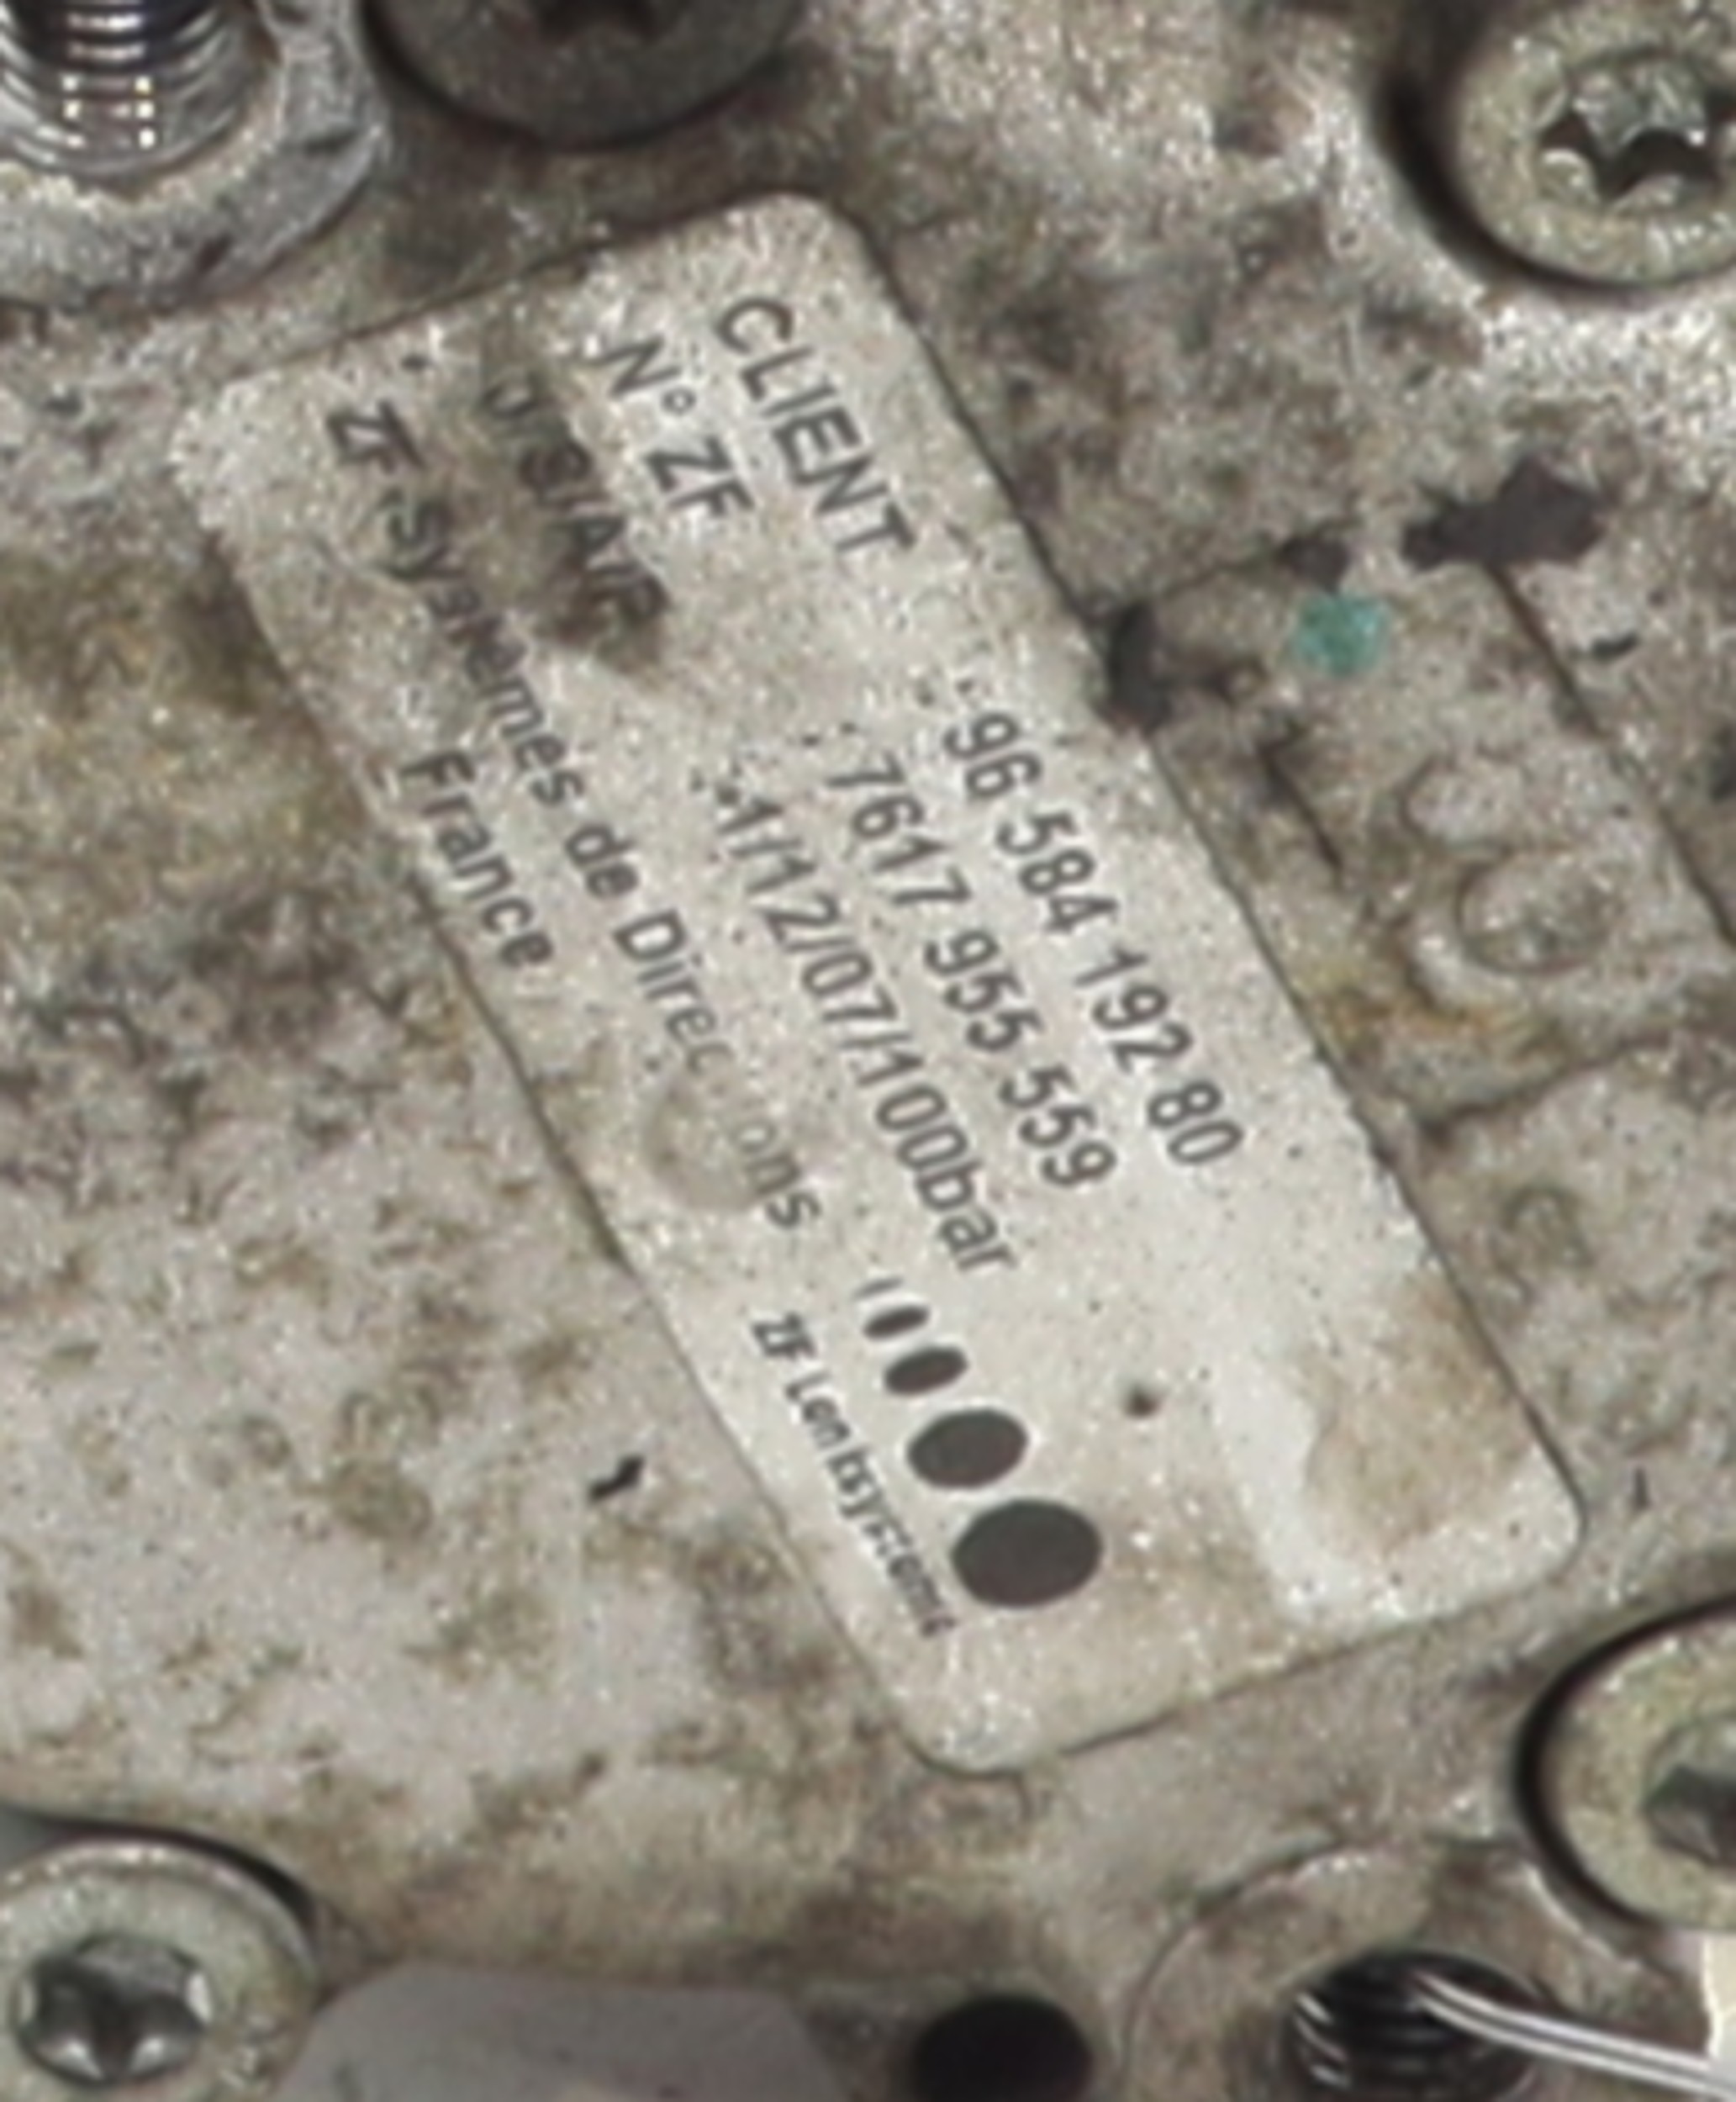 CLIENT : 96 584 192 80
N° ZF : 7617 955 559
J/S/A/P : 11/12/07/100bar
ZF Systèmes de Directions
France
ZF Lenksysteme